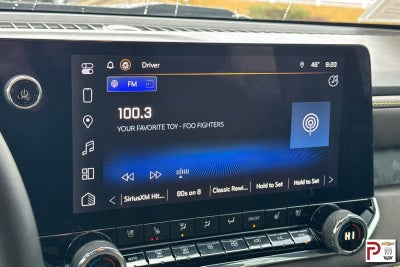 Driver
46°
9:20
FM
100.3
YOUR FAVORITE TOY - FOO FIGHTERS
SiriusXM Hit...
80s on 8
Classic Rewi...
Hold to Set
Hold to Set
HI
P